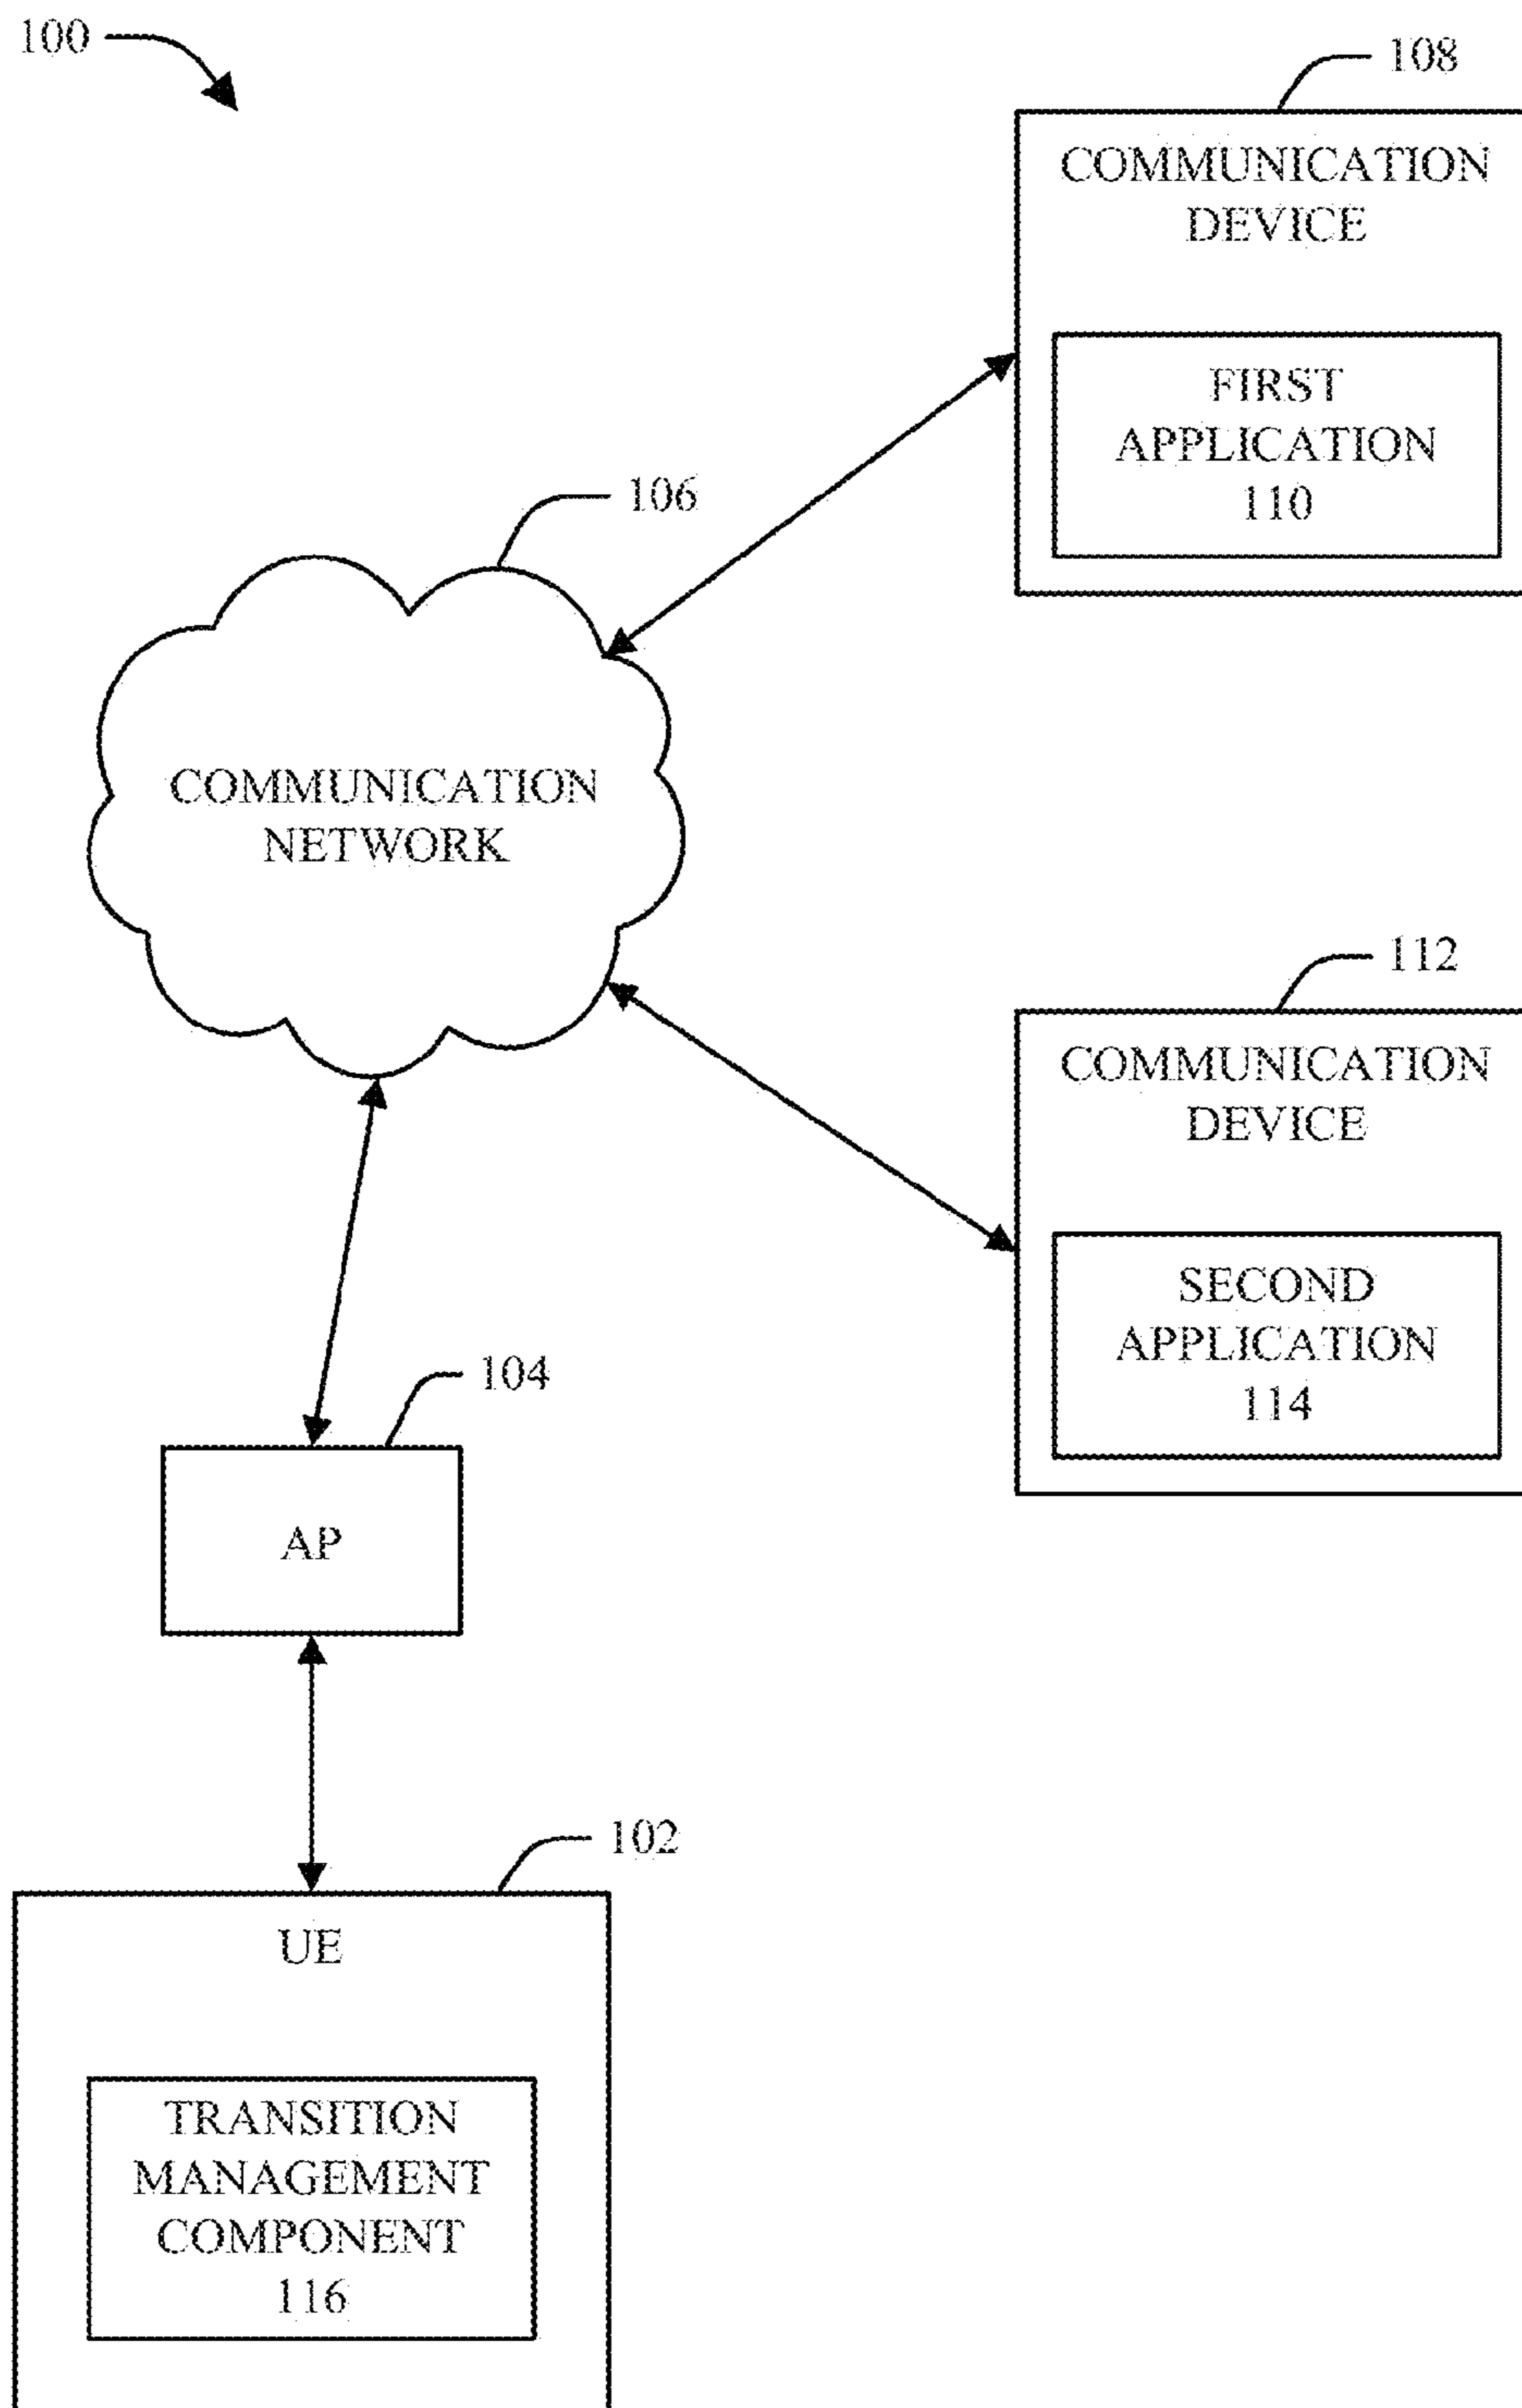 100
108
COMMUNICATION
DEVICE
FIRST
APPLICATION
110
106
COMMUNICATION
NETWORK
112
COMMUNICATION
DEVICE
SECOND
APPLICATION
114
104
AP
102
UE
TRANSITION
MANAGEMENT
COMPONENT
116